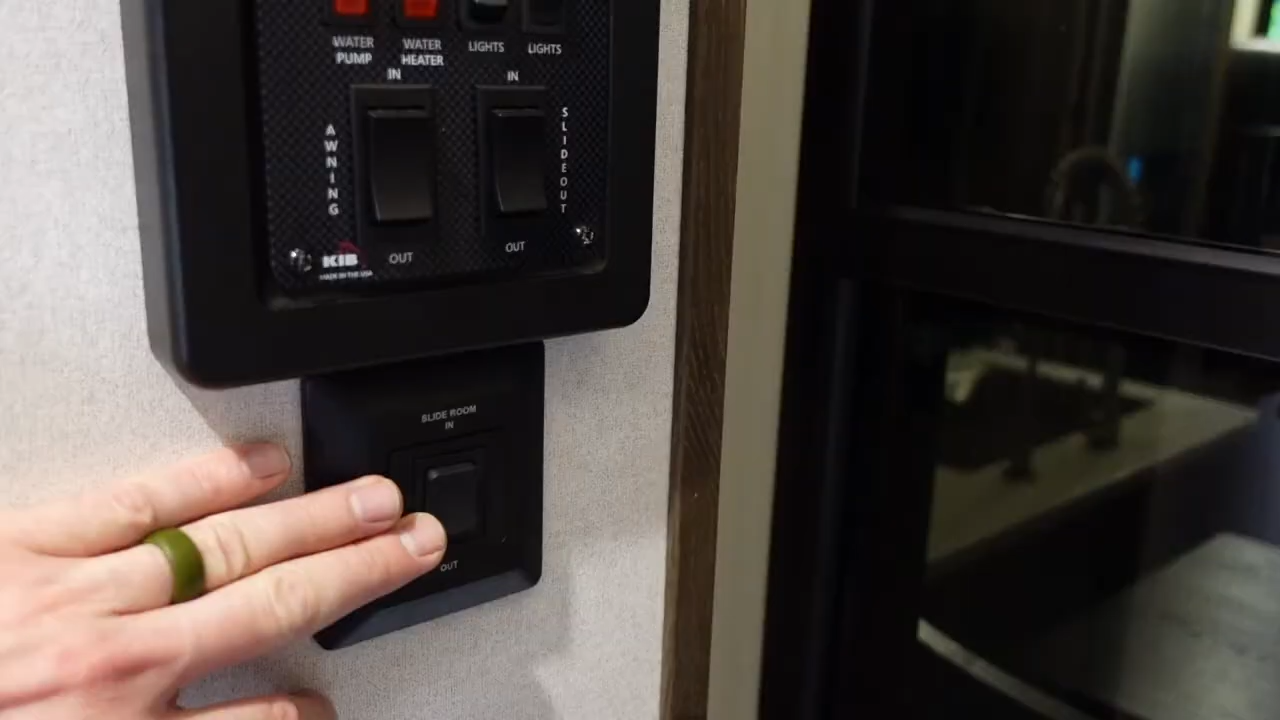 WATER
PUMP
WATER
HEATER
LIGHTS
LIGHTS
IN
IN
AWNING
SLIDEOUT
OUT
OUT
KIB
MADE IN THE USA
SLIDE ROOM
IN
OUT